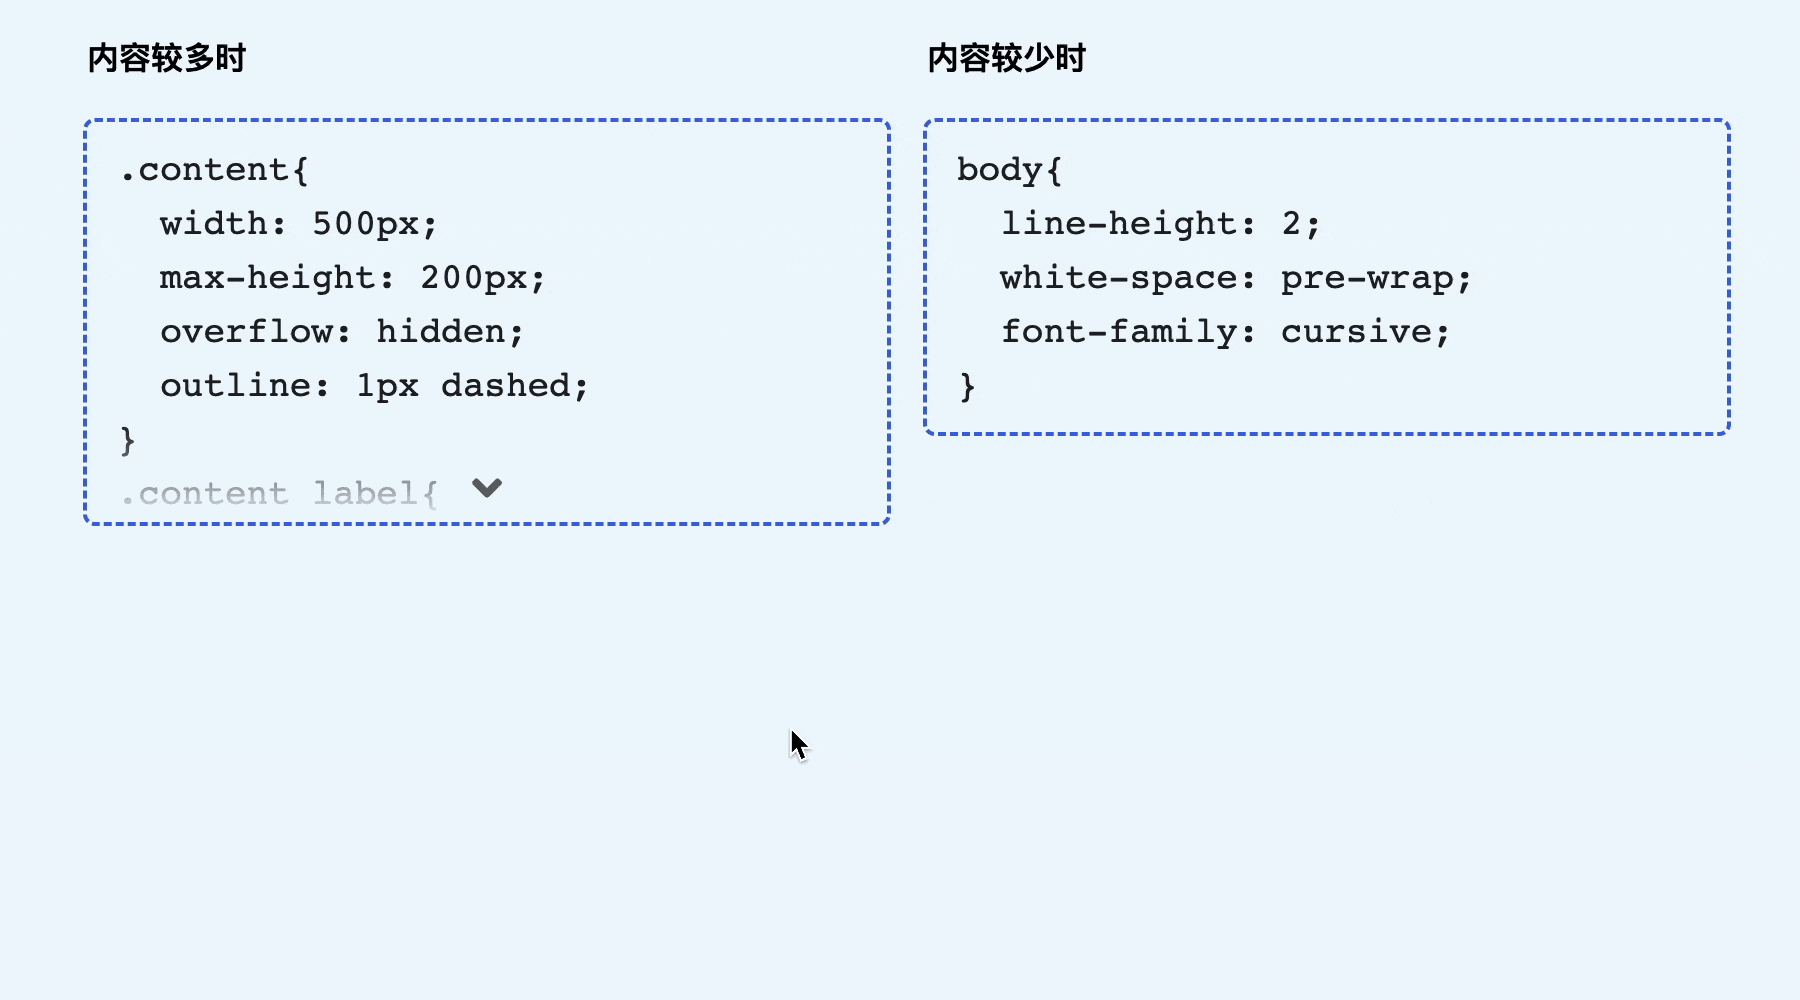 内容较多时
.content{
  width: 500px;
  max-height: 200px;
  overflow: hidden;
  outline: 1px dashed;
}
.content label{
内容较少时
body{
  line-height: 2;
  white-space: pre-wrap;
  font-family: cursive;
}